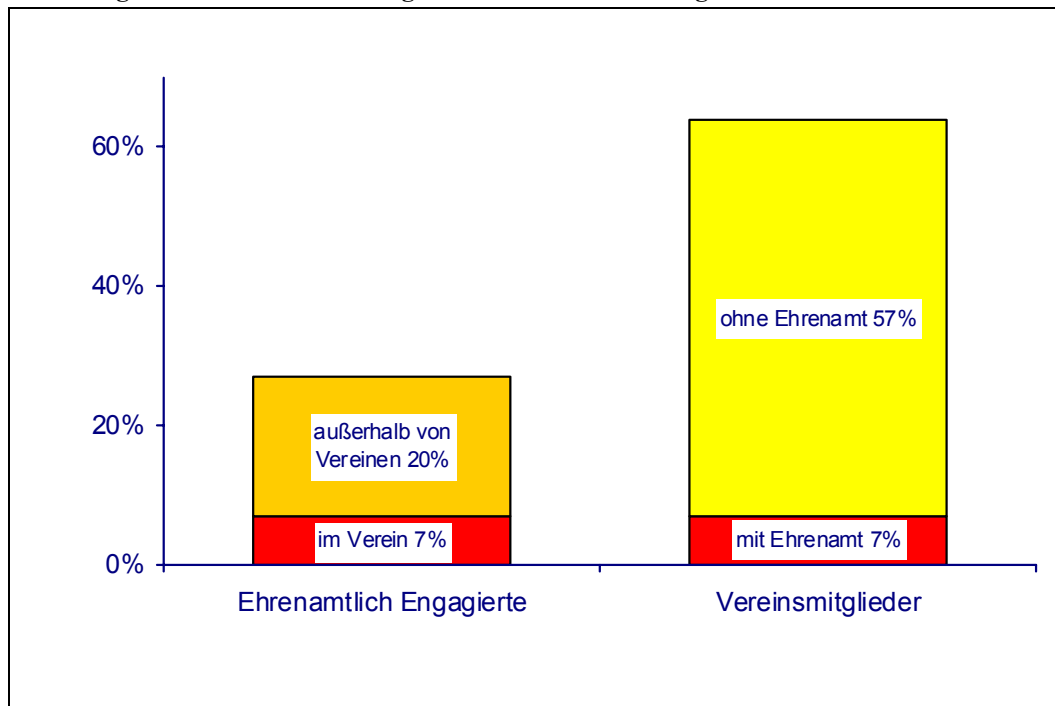 60%
40%
20%
0%
ohne Ehrenamt 57%
außerhalb von
Vereinen 20%
im Verein 7%
mit Ehrenamt 7%
Ehrenamtlich Engagierte
Vereinsmitglieder